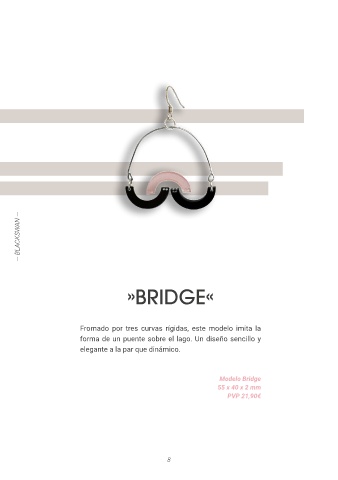 — BLACKSWAN —
»BRIDGE«
Fromado por tres curvas rígidas, este modelo imita la
forma de un puente sobre el lago. Un diseño sencillo y
elegante a la par que dinámico.
Modelo Bridge
55 x 40 x 2 mm
PVP 21,90€
8